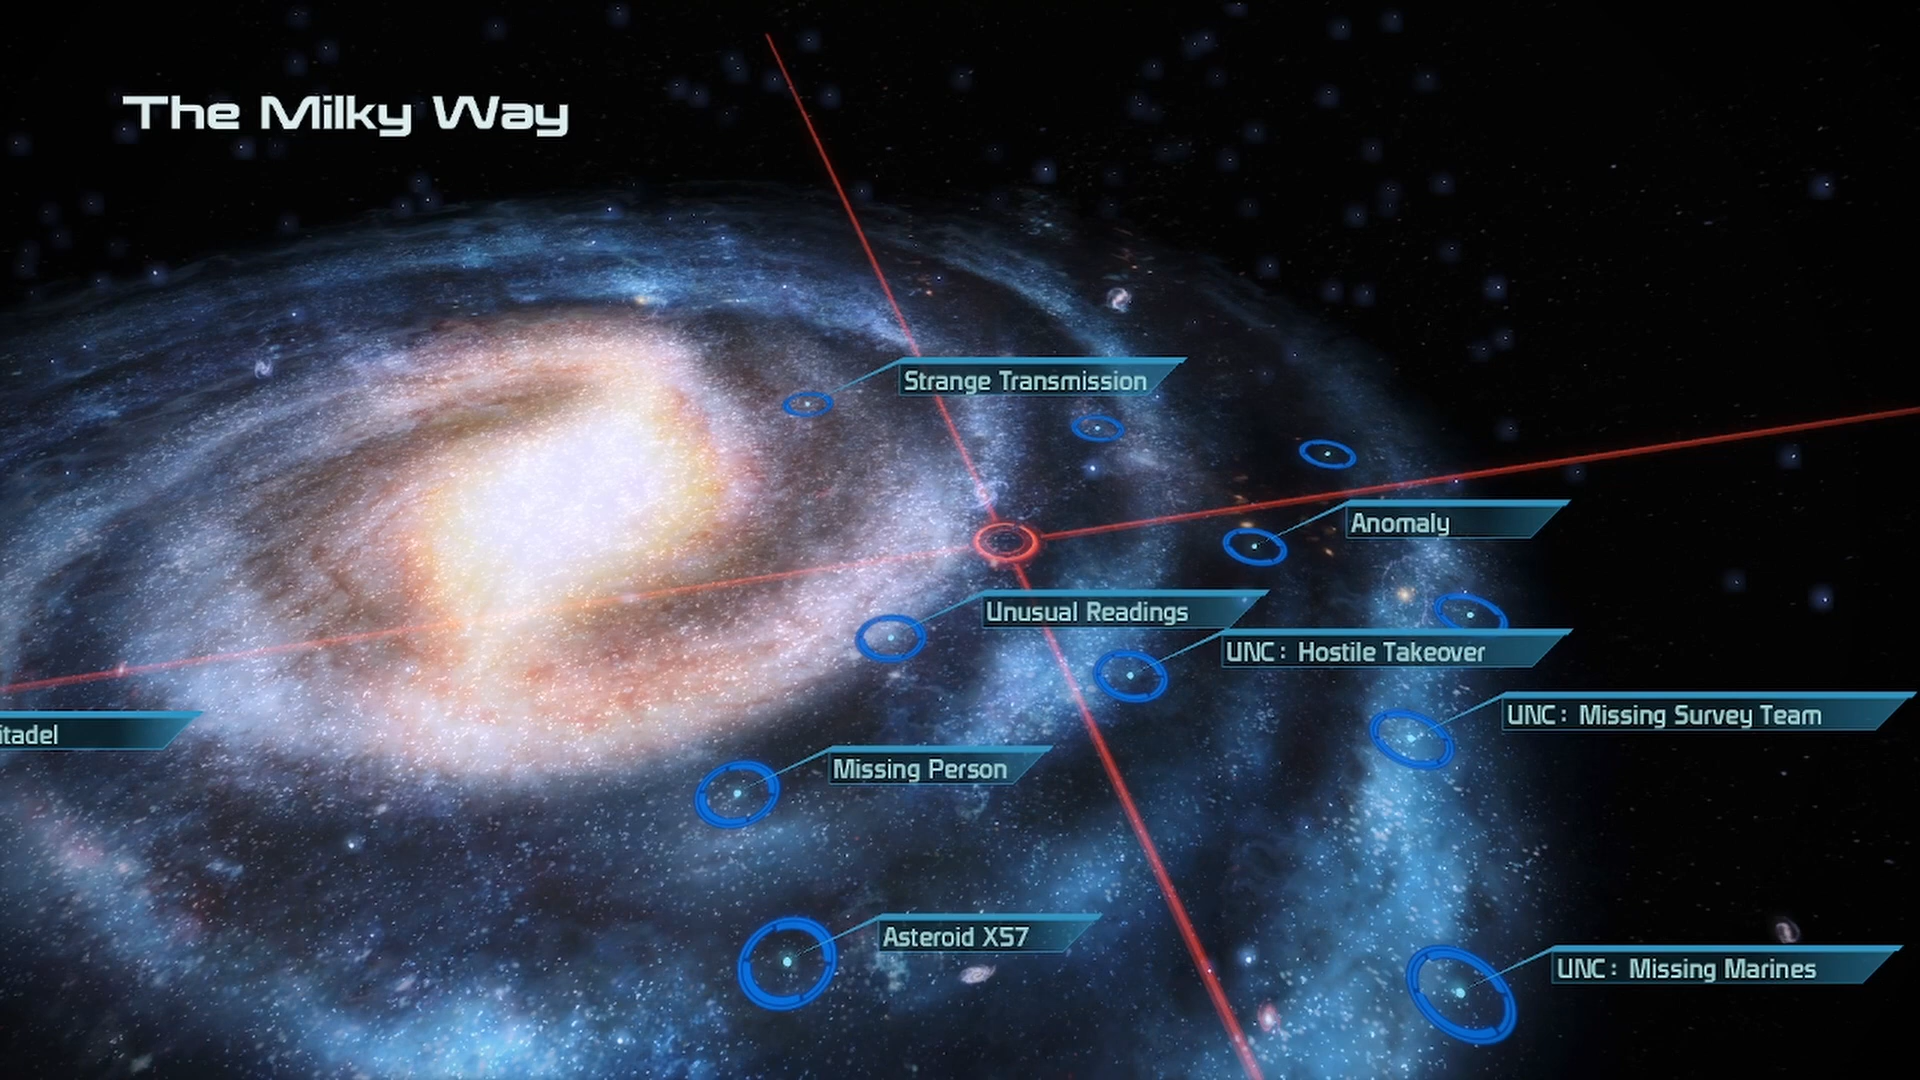 The Milky Way
Strange Transmission
Anomaly
Unusual Readings
UNC: Hostile Takeover
UNC: Missing Survey Team
itadel
Missing Person
Asteroid X57
UNC: Missing Marines